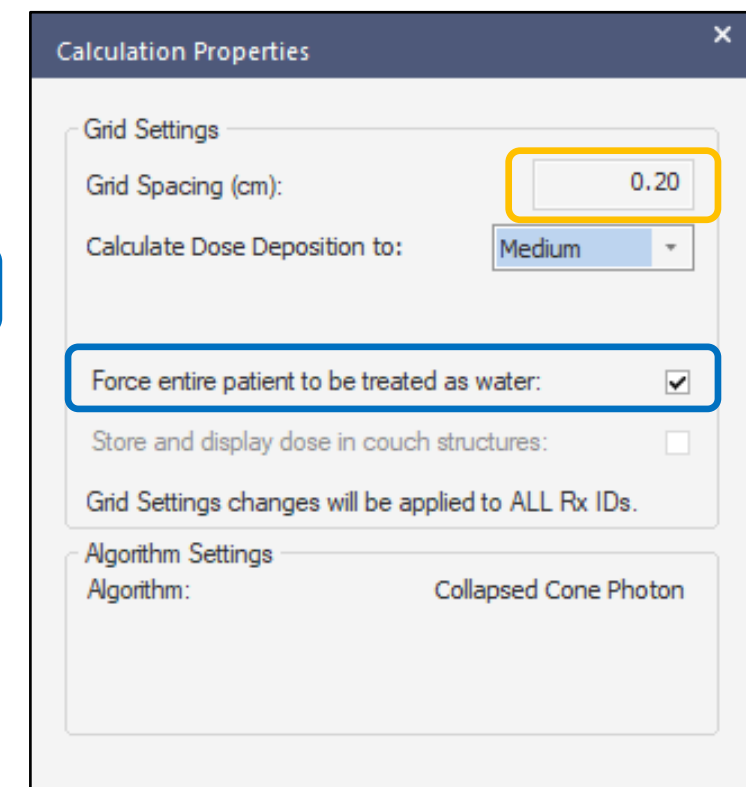 Calculation Properties ×
Grid Settings
Grid Spacing (cm): 0.20
Calculate Dose Deposition to: Medium
Force entire patient to be treated as water:
Store and display dose in couch structures:
Grid Settings changes will be applied to ALL Rx IDs.
Algorithm Settings
Algorithm: Collapsed Cone Photon